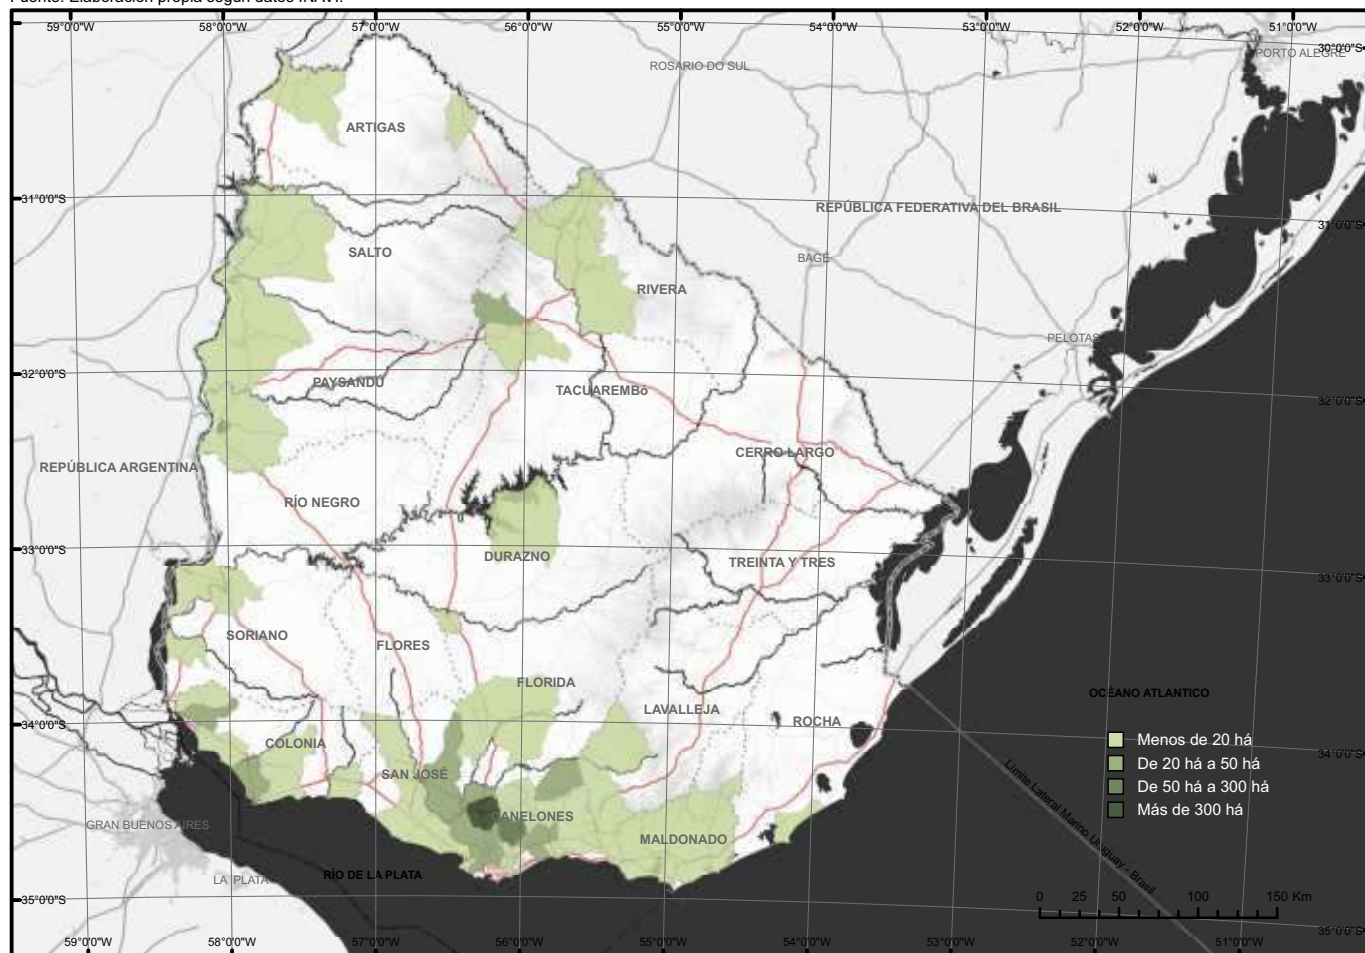 59°0'0"W 58°0'0"W 57°0'0"W 56°0'0"W 55°0'0"W 54°0'0"W 53°0'0"W 52°0'0"W 51°0'0"W
30°0'0"S
PORTO ALEGRE
ROSARIO DO SUL
ARTIGAS
31°0'0"S
REPÚBLICA FEDERATIVA DEL BRASIL
31°0'0"S
SALTO
BAGÉ
RIVERA
PELOTAS
32°0'0"S
PAYSANDÚ
TACUAREMBó
32°0'0"S
CERRO LARGO
REPÚBLICA ARGENTINA
RÍO NEGRO
33°0'0"S
DURAZNO
TREINTA Y TRES
33°0'0"S
SORIANO
FLORES
FLORIDA
OCÉANO ATLANTICO
LAVALLEJA
ROCHA
34°0'0"S
COLONIA
Menos de 20 há
34°0'0"S
De 20 há a 50 há
SAN JOSÉ
De 50 há a 300 há
Más de 300 há
CANELONES
GRAN BUENOS AIRES
MALDONADO
Límite Lateral Marino Uruguay - Brasil
RÍO DE LA PLATA
LA PLATA
35°0'0"S
0 25 50 100 150 Km
35°0'0"S
59°0'0"W 58°0'0"W 57°0'0"W 56°0'0"W 55°0'0"W 54°0'0"W 53°0'0"W 52°0'0"W 51°0'0"W